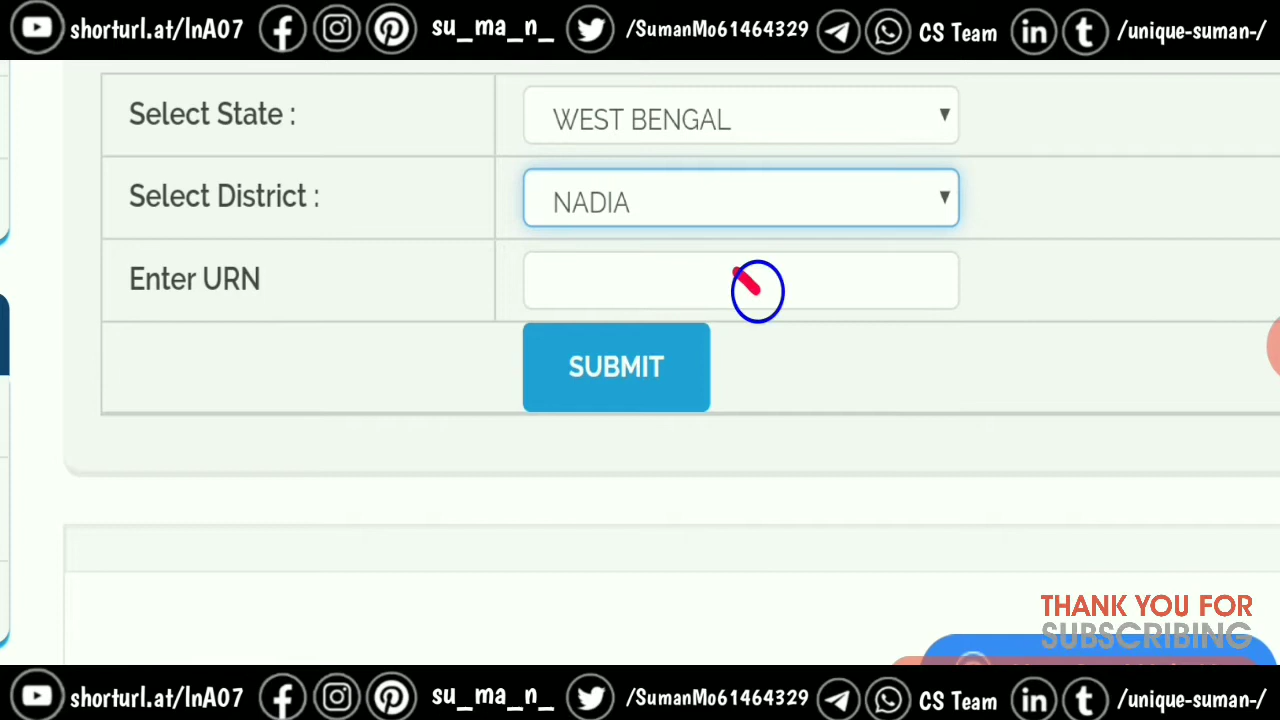 shorturl.at/lnA07 su_ma_n_ /SumanMo61464329 CS Team /unique-suman-/
Select State : WEST BENGAL
Select District : NADIA
Enter URN
SUBMIT
THANK YOU FOR
SUBSCRIBING
shorturl.at/lnA07 su_ma_n_ /SumanMo61464329 CS Team /unique-suman-/